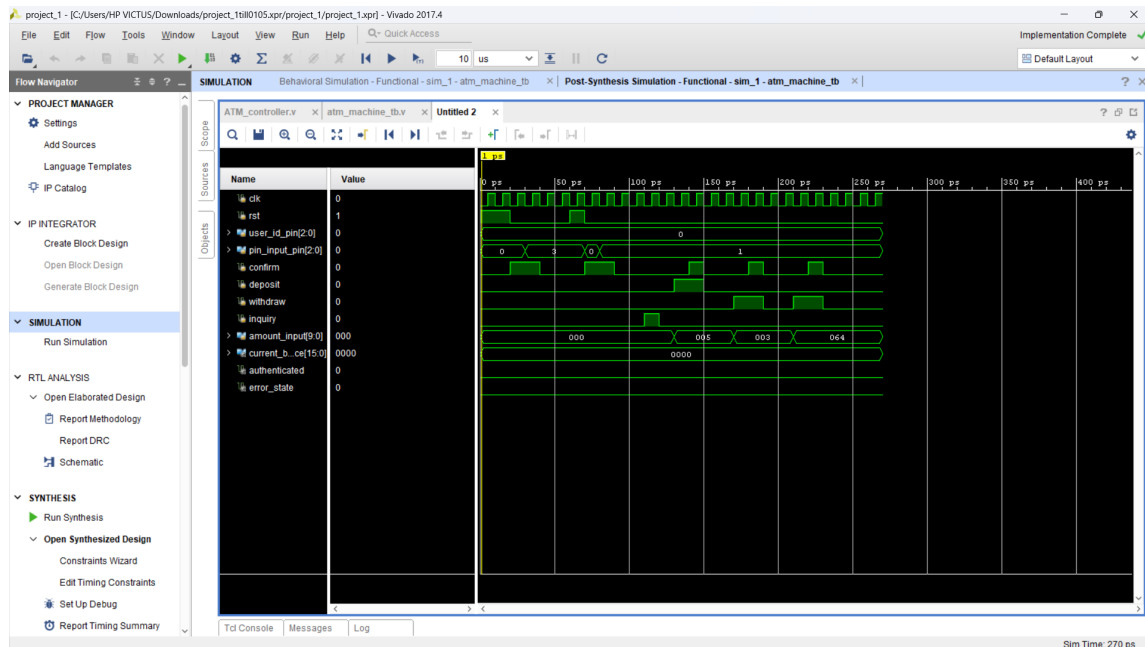 project_1 - [C:/Users/HP VICTUS/Downloads/project_1till0105.xpr/project_1/project_1.xpr] - Vivado 2017.4
File Edit Flow Tools Window Layout View Run Help Quick Access Implementation Complete
10 us Default Layout
Flow Navigator
SIMULATION Behavioral Simulation - Functional - sim_1 - atm_machine_tb Post-Synthesis Simulation - Functional - sim_1 - atm_machine_tb
PROJECT MANAGER
Settings
Add Sources
Language Templates
IP Catalog
IP INTEGRATOR
Create Block Design
Open Block Design
Generate Block Design
SIMULATION
Run Simulation
RTL ANALYSIS
Open Elaborated Design
Report Methodology
Report DRC
Schematic
SYNTHESIS
Run Synthesis
Open Synthesized Design
Constraints Wizard
Edit Timing Constraints
Set Up Debug
Report Timing Summary
Scope
Sources
Objects
ATM_controller.v atm_machine_tb.v Untitled 2
1 ps
Name Value 0 ps 50 ps 100 ps 150 ps 200 ps 250 ps 300 ps 350 ps 400 ps
clk 0
rst 1
user_id_pin[2:0] 0 0
pin_input_pin[2:0] 0 0 3 0 1
confirm 0
deposit 0
withdraw 0
inquiry 0
amount_input[9:0] 000 000 005 003 064
current_b...ce[15:0] 0000 0000
authenticated 0
error_state 0
Tcl Console Messages Log
Sim Time: 270 ps